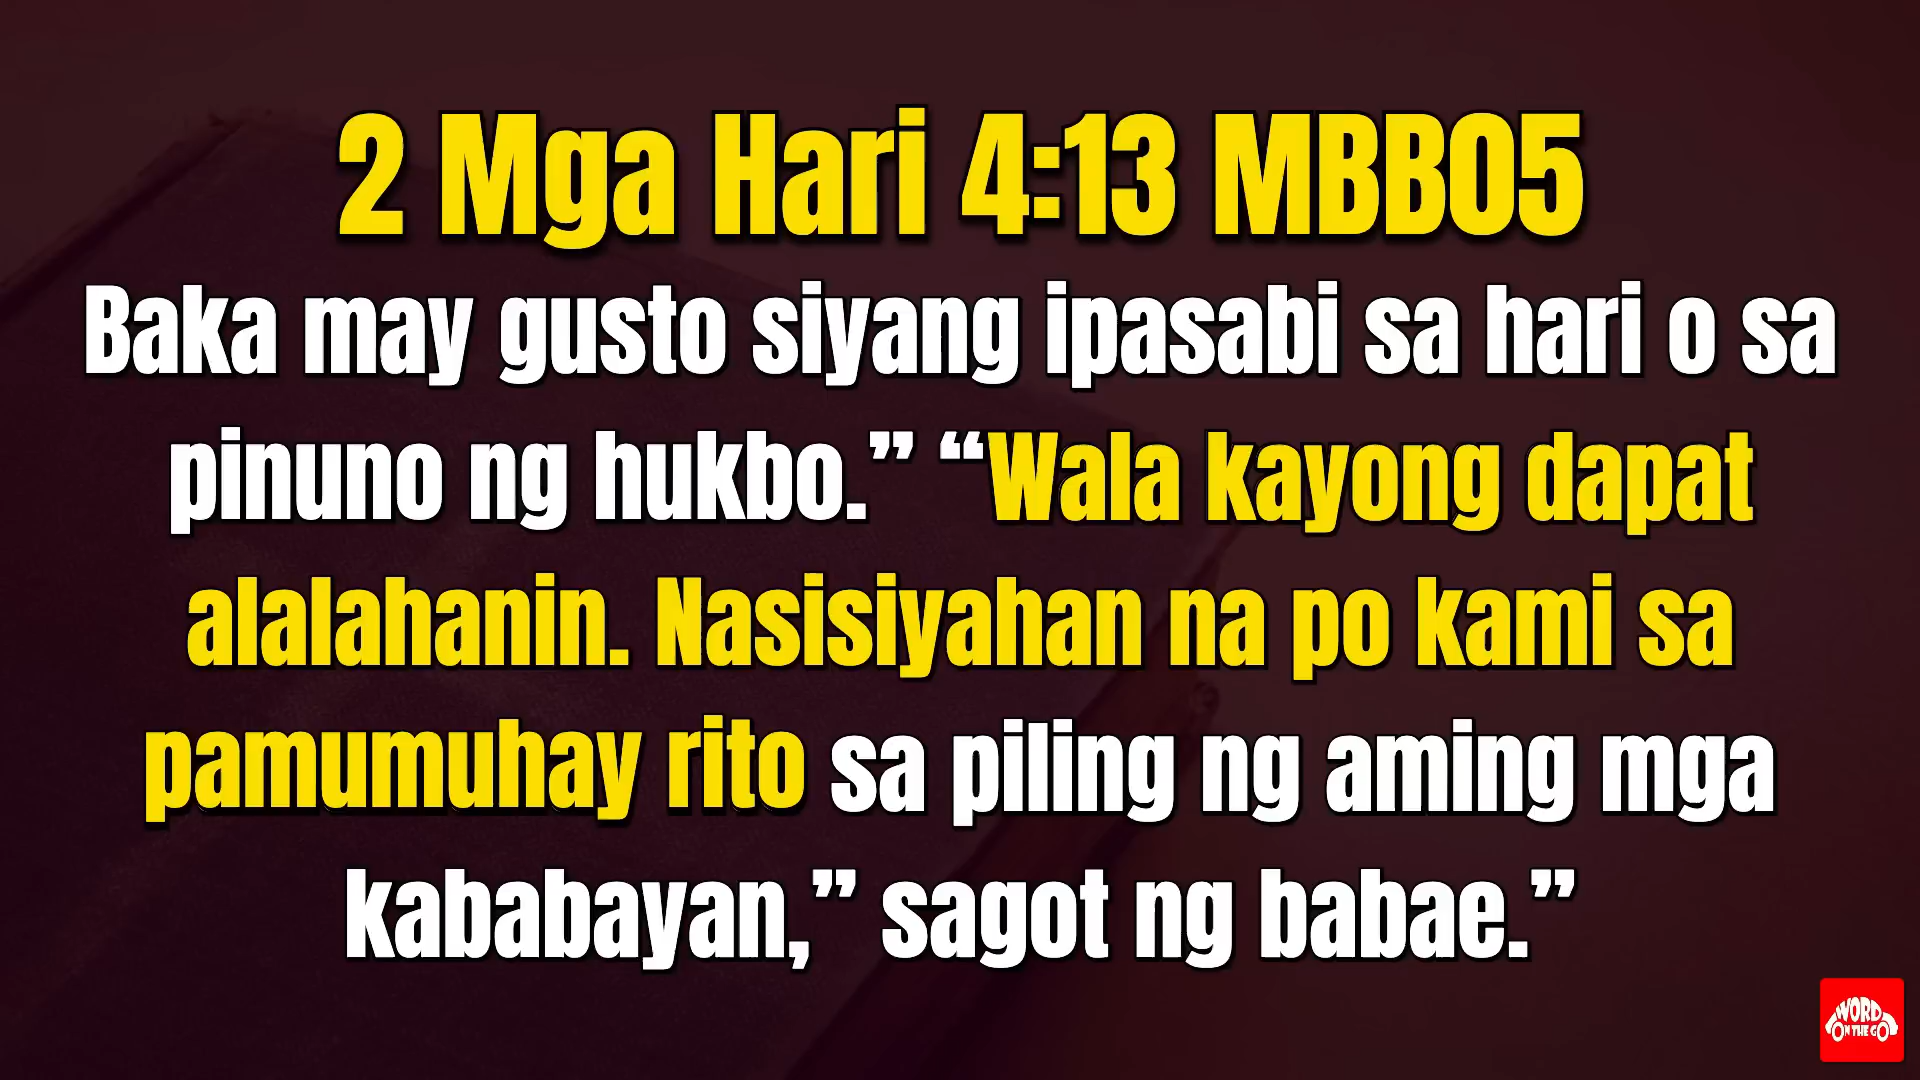 2 Mga Hari 4:13 MBB05
Baka may gusto siyang ipasabi sa hari o sa
pinuno ng hukbo.” “Wala kayong dapat
alalahanin. Nasisiyahan na po kami sa
pamumuhay rito sa piling ng aming mga
kababayan,” sagot ng babae.”
WORD
ON THE GO